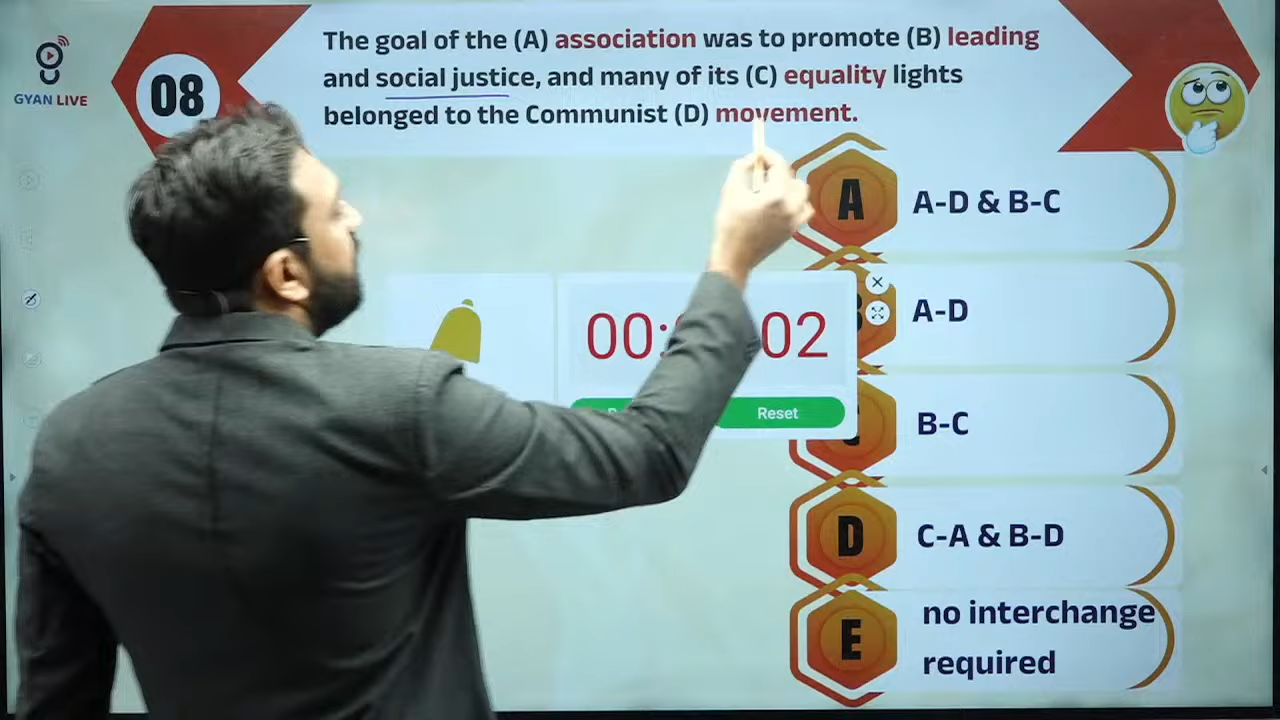 GYAN LIVE
08
The goal of the (A) association was to promote (B) leading
and social justice, and many of its (C) equality lights
belonged to the Communist (D) movement.
A
A-D & B-C
A-D
00: 02
Reset
B-C
D
C-A & B-D
E
no interchange
required